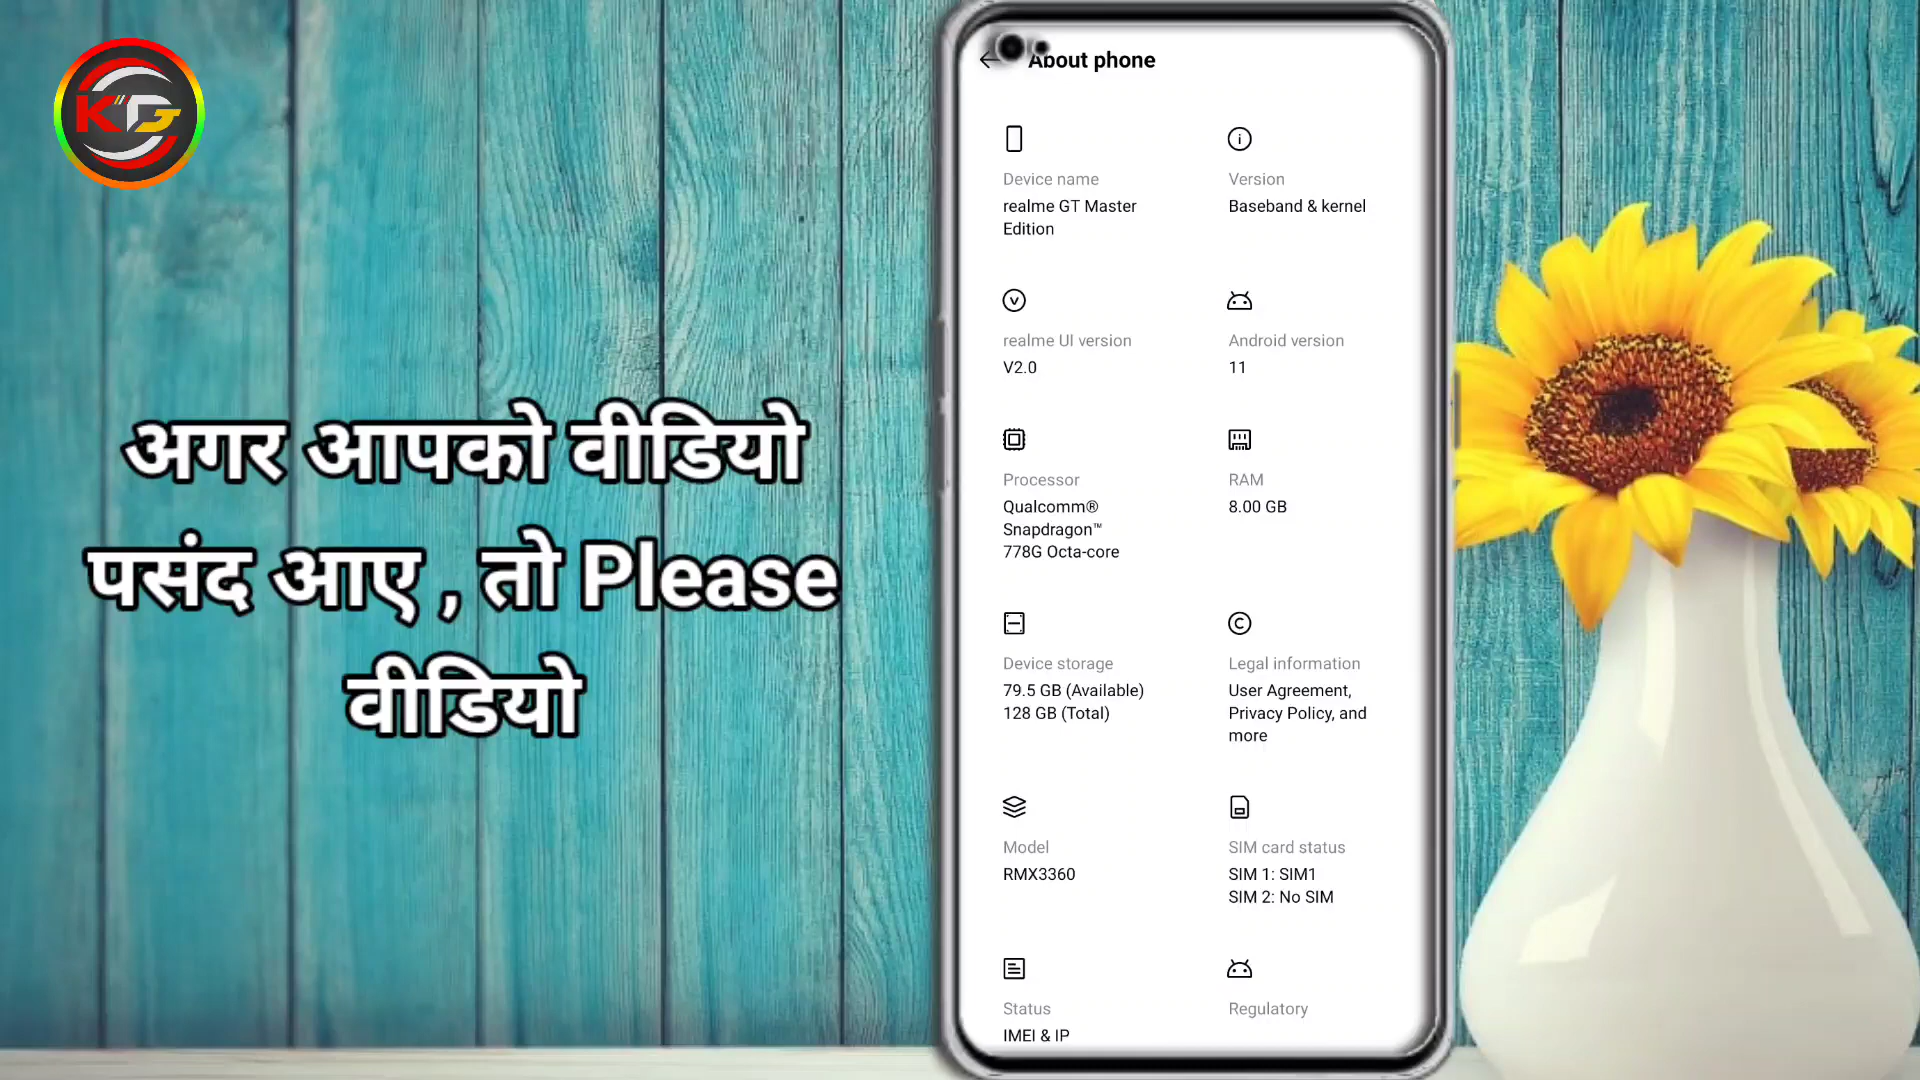 KTG
अगर आपको वीडियो
पसंद आए , तो Please
वीडियो
About phone
Device name
realme GT Master
Edition
Version
Baseband & kernel
realme UI version
V2.0
Android version
11
Processor
Qualcomm®
Snapdragon™
778G Octa-core
RAM
8.00 GB
Device storage
79.5 GB (Available)
128 GB (Total)
Legal information
User Agreement,
Privacy Policy, and
more
Model
RMX3360
SIM card status
SIM 1: SIM1
SIM 2: No SIM
Status
IMEI & IP
Regulatory